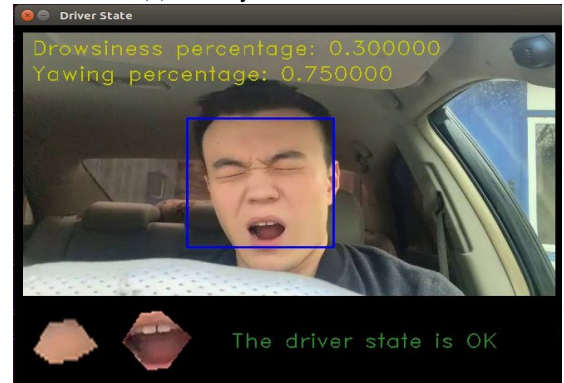 Driver State
Drowsiness percentage: 0.300000
Yawing percentage: 0.750000
The driver state is OK